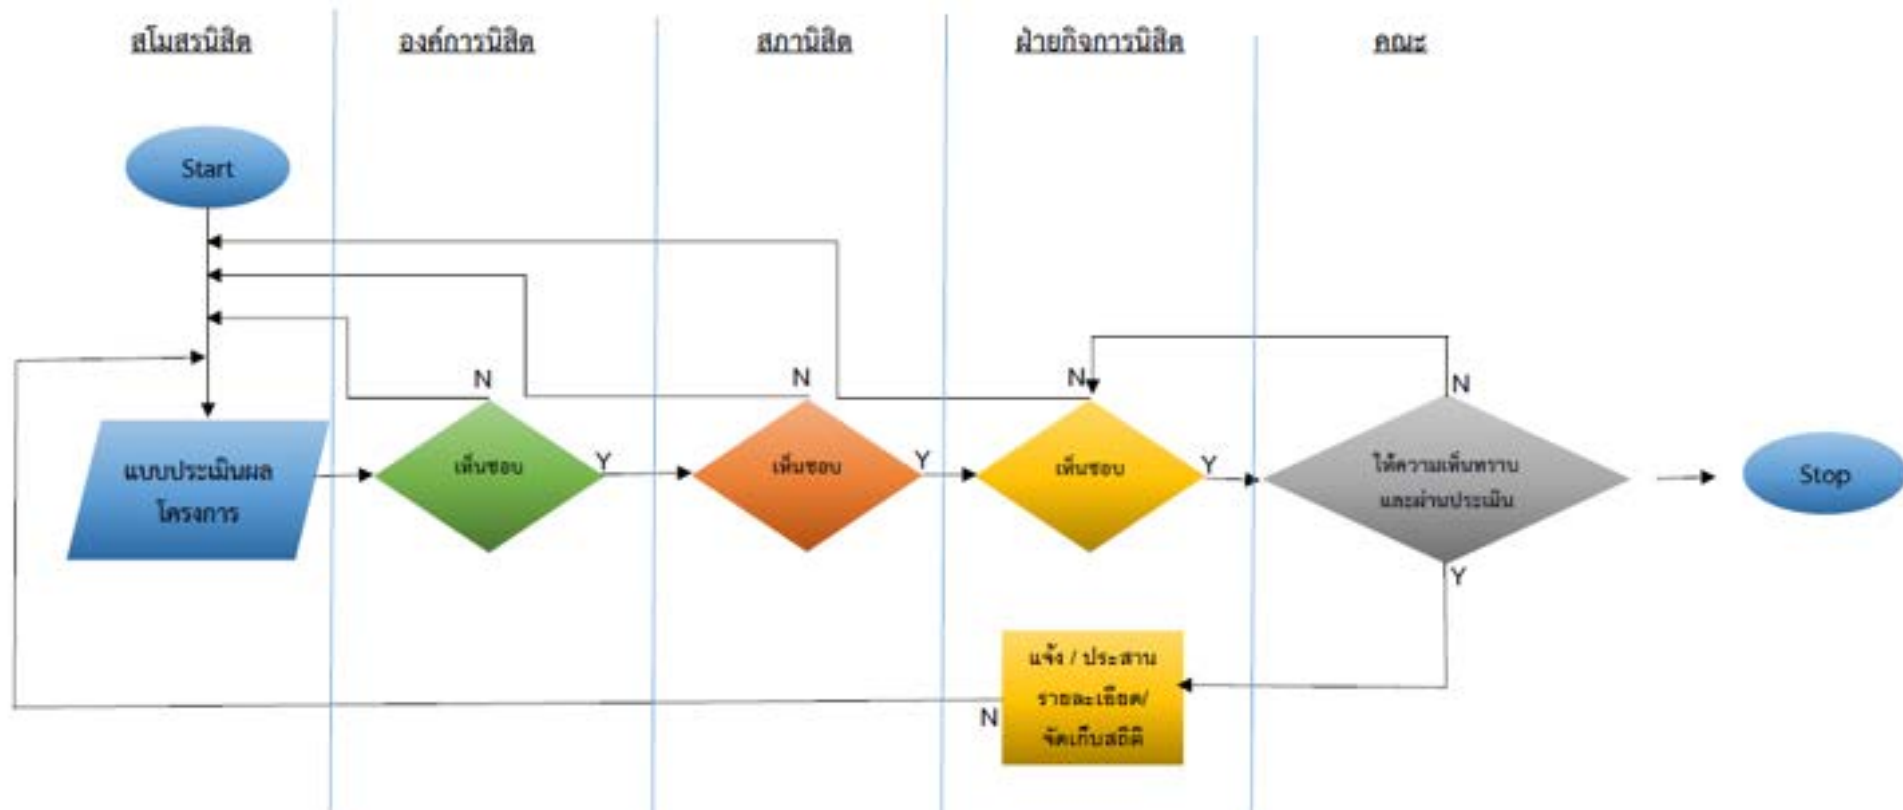 สโมสรนิสิต
องค์การนิสิต
สภานิสิต
ฝ่ายกิจการนิสิต
คณะ
Start
N
N
N
N
แบบประเมินผล
โครงการ
เห็นชอบ
Y
เห็นชอบ
Y
เห็นชอบ
Y
ให้ความเห็นทราบ
และผ่านประเมิน
Stop
Y
แจ้ง / ประสาน
รายละเอียด/
จัดเก็บสถิติ
N